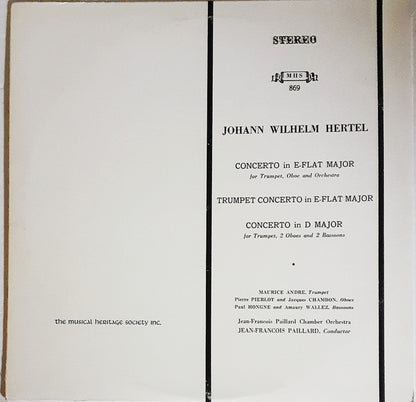 STEREO
MHS
869
JOHANN WILHELM HERTEL
CONCERTO in E-FLAT MAJOR
for Trumpet, Oboe and Orchestra
TRUMPET CONCERTO in E-FLAT MAJOR
CONCERTO in D MAJOR
for Trumpet, 2 Oboes and 2 Bassoons
MAURICE ANDRE, Trumpet
Pierre PIERLOT and Jacques CHAMBON, Oboes
Paul HONGNE and Amaury WALLEZ, Bassoons
Jean-Francois Paillard Chamber Orchestra
JEAN-FRANCOIS PAILLARD, Conductor
the musical heritage society inc.